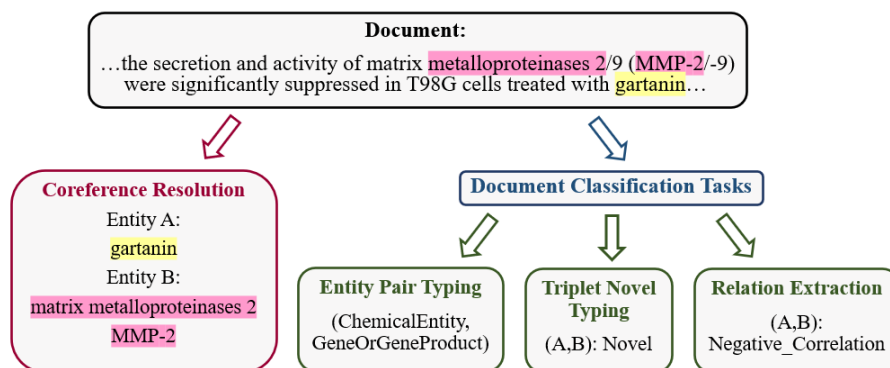 Document:
…the secretion and activity of matrix metalloproteinases 2/9 (MMP-2/-9)
were significantly suppressed in T98G cells treated with gartanin…
Coreference Resolution
Entity A:
gartanin
Entity B:
matrix metalloproteinases 2
MMP-2
Document Classification Tasks
Entity Pair Typing
(ChemicalEntity,
GeneOrGeneProduct)
Triplet Novel
Typing
(A,B): Novel
Relation Extraction
(A,B):
Negative_Correlation